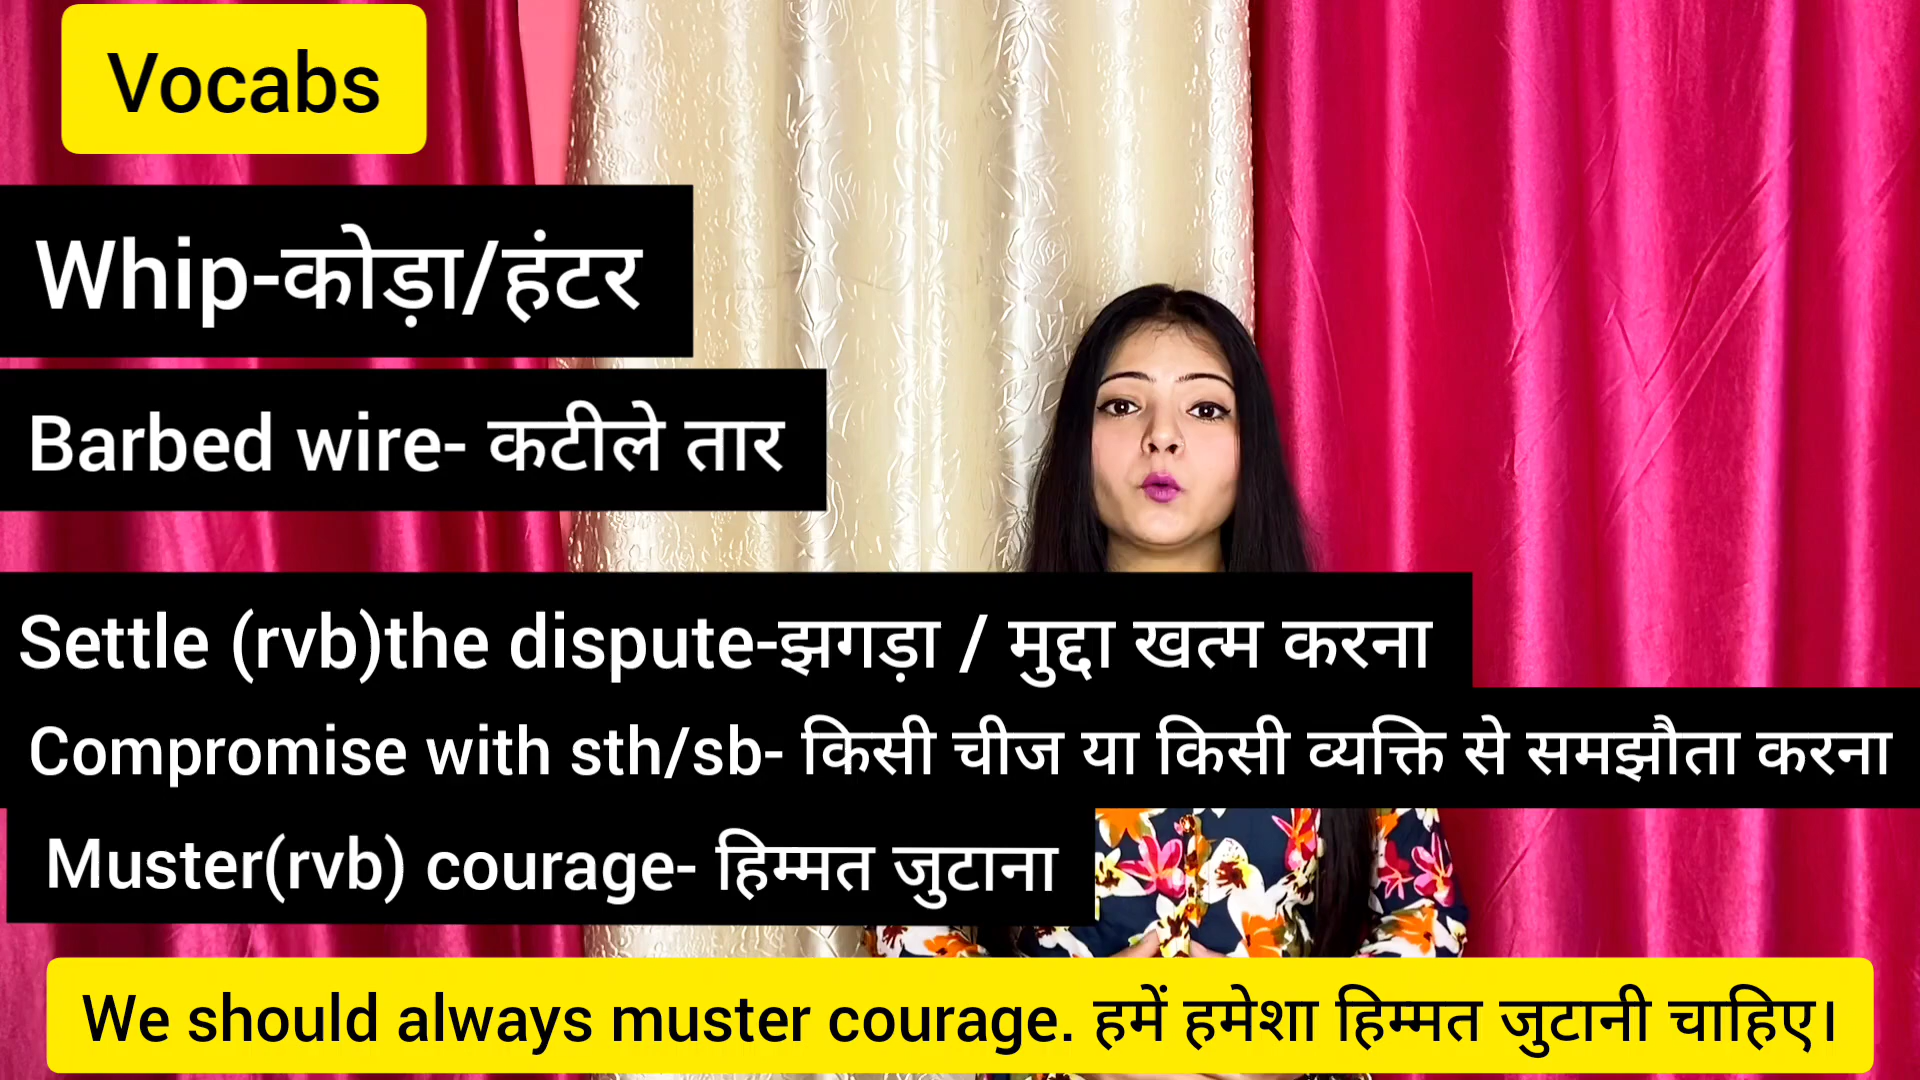 Vocabs
Whip-कोड़ा/हंटर
Barbed wire- कटीले तार
Settle (rvb)the dispute-झगड़ा / मुद्दा खत्म करना
Compromise with sth/sb- किसी चीज या किसी व्यक्ति से समझौता करना
Muster(rvb) courage- हिम्मत जुटाना
We should always muster courage. हमें हमेशा हिम्मत जुटानी चाहिए।